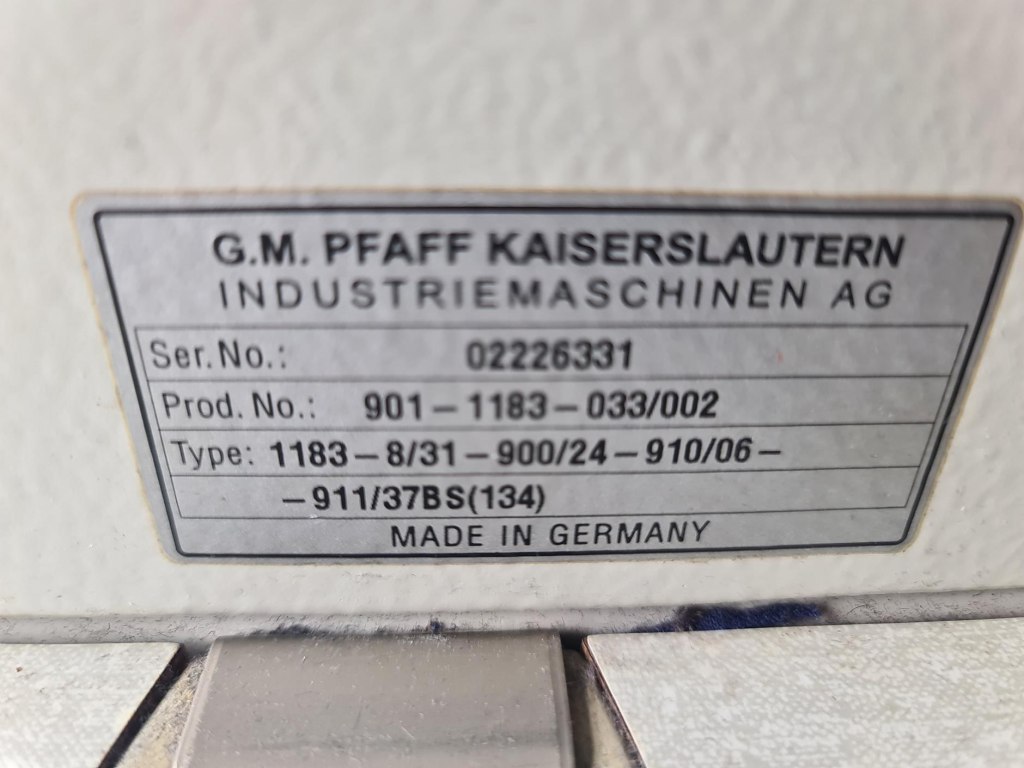 G.M. PFAFF KAISERSLAUTERN
INDUSTRIEMASCHINEN AG
Ser. No.: 02226331
Prod. No.: 901-1183-033/002
Type: 1183-8/31-900/24-910/06-
-911/37BS(134)
MADE IN GERMANY